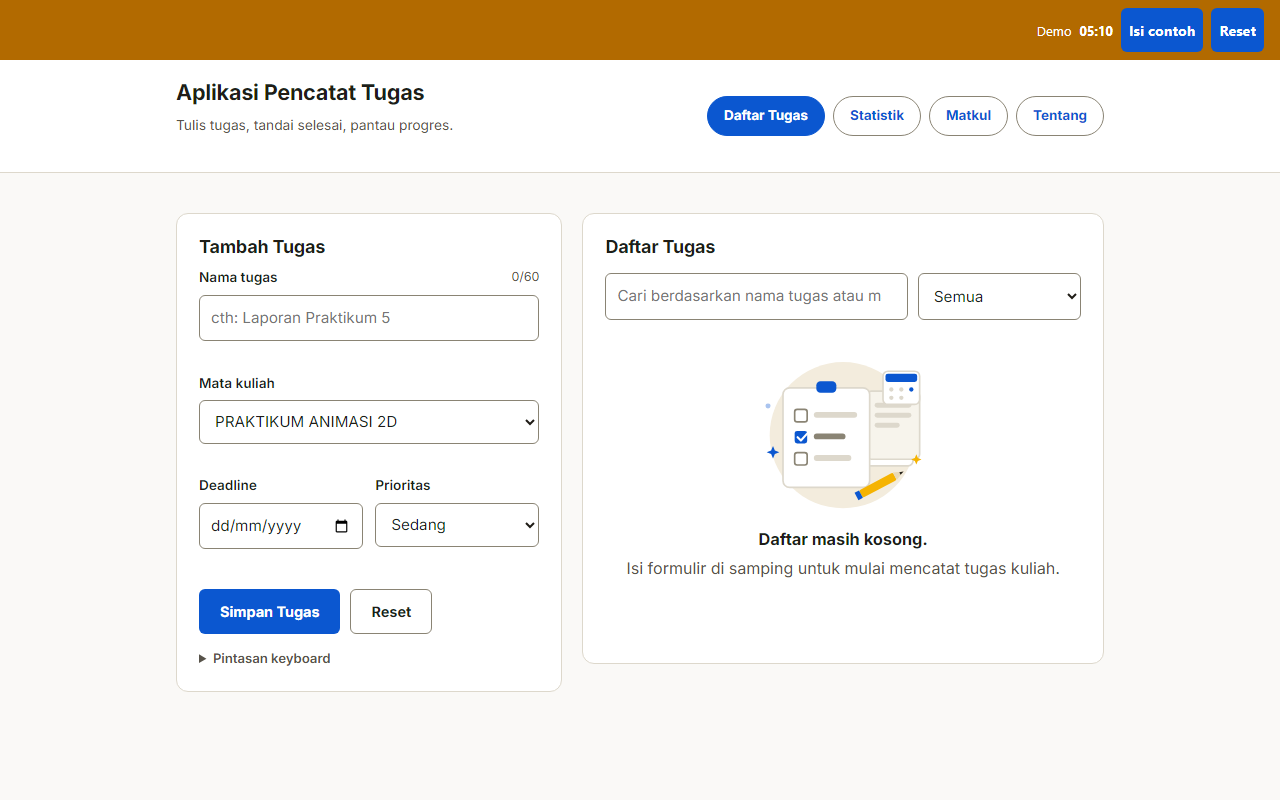 Demo 05:10 Isi contoh Reset
Aplikasi Pencatat Tugas
Tulis tugas, tandai selesai, pantau progres.
Daftar Tugas Statistik Matkul Tentang
Tambah Tugas
Nama tugas 0/60
cth: Laporan Praktikum 5
Mata kuliah
PRAKTIKUM ANIMASI 2D
Deadline Prioritas
dd/mm/yyyy Sedang
Simpan Tugas Reset
Pintasan keyboard
Daftar Tugas
Cari berdasarkan nama tugas atau m Semua
Daftar masih kosong.
Isi formulir di samping untuk mulai mencatat tugas kuliah.